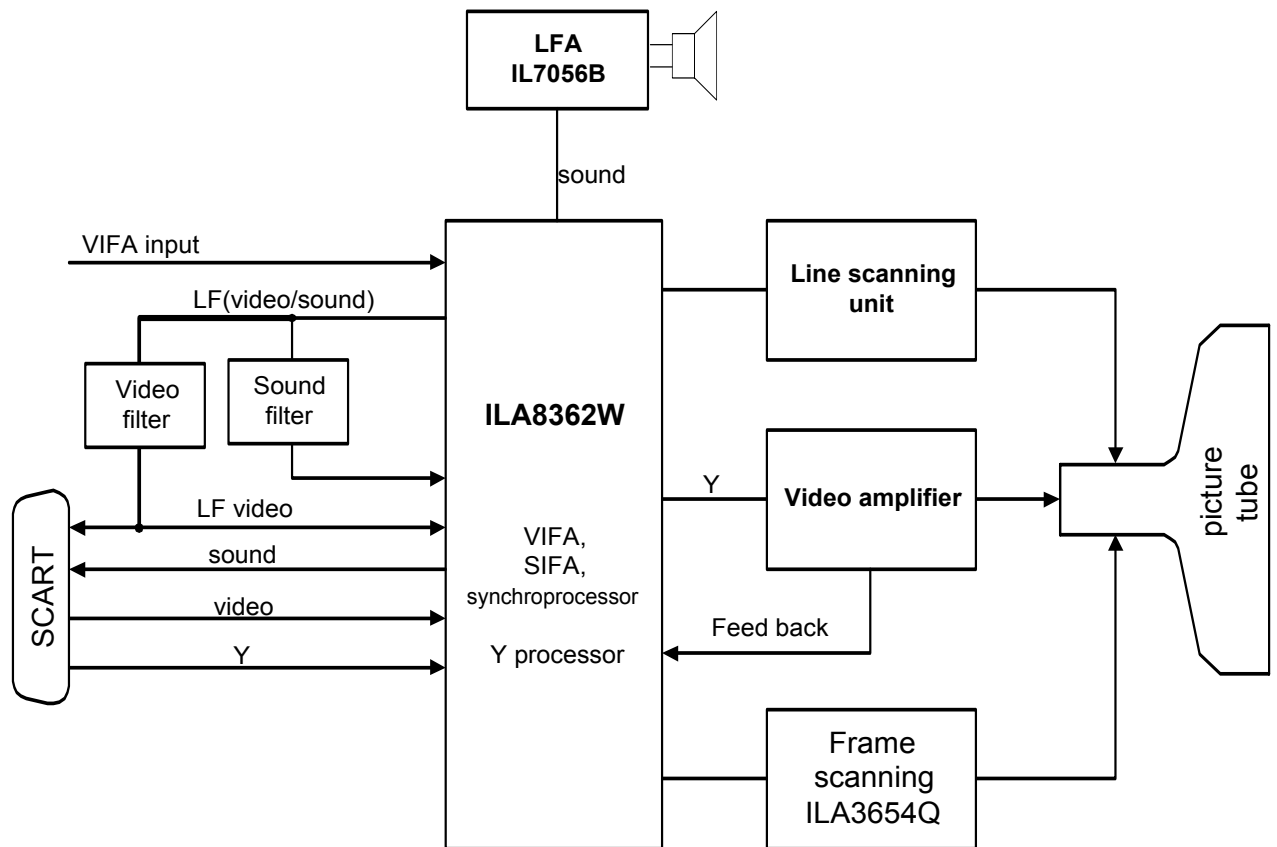 LFA
IL7056B
sound
VIFA input
LF(video/sound)
Video
filter
Sound
filter
LF video
sound
video
Y
SCART
ILA8362W
VIFA,
SIFA,
synchroprocessor
Y processor
Line scanning
unit
Y
Video amplifier
Feed back
Frame
scanning
ILA3654Q
picture
tube